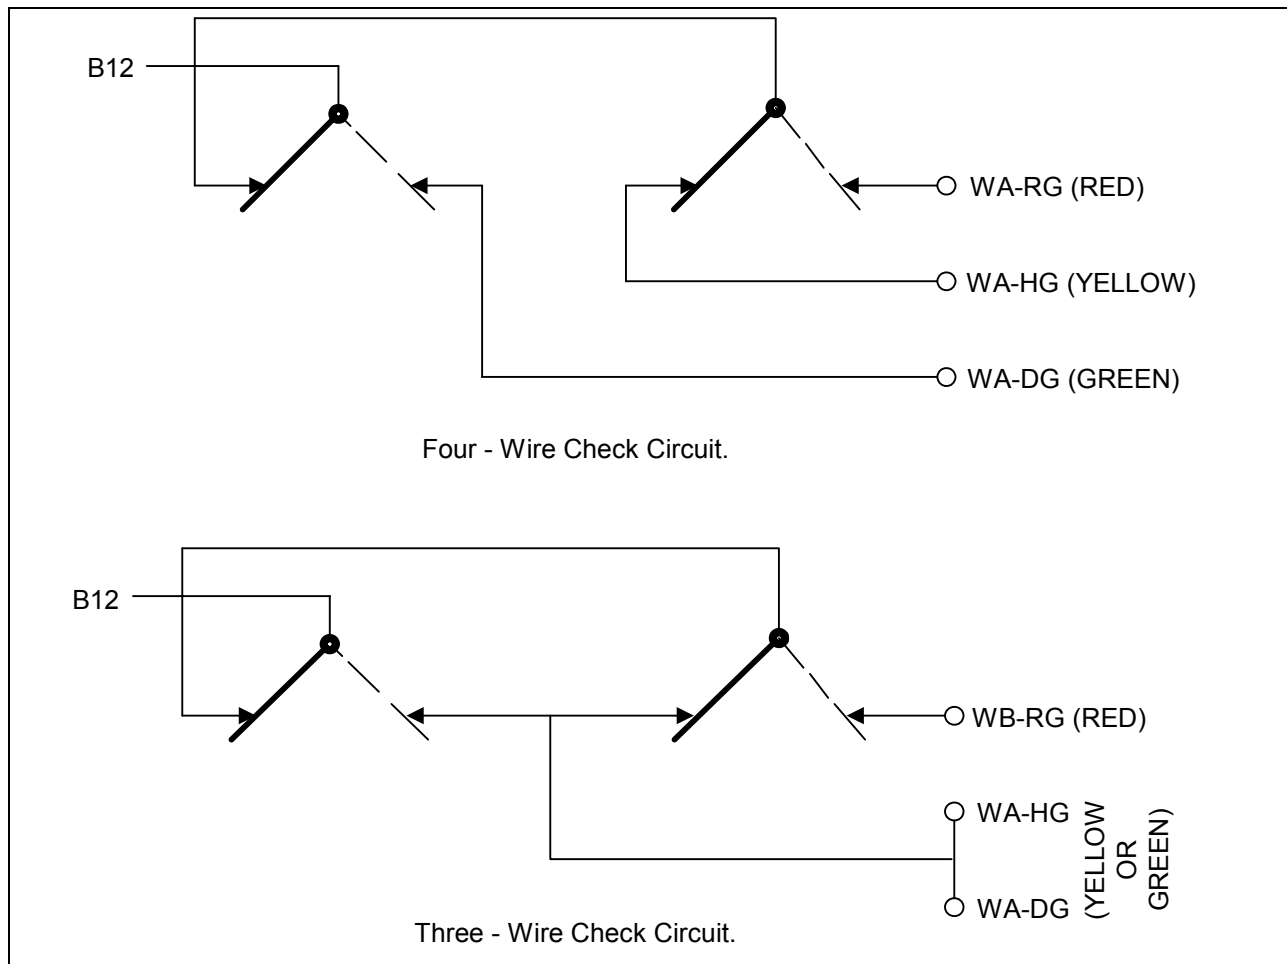 B12
WA-RG (RED)
WA-HG (YELLOW)
WA-DG (GREEN)
Four - Wire Check Circuit.
B12
WB-RG (RED)
WA-HG
WA-DG
(YELLOW
OR
GREEN)
Three - Wire Check Circuit.